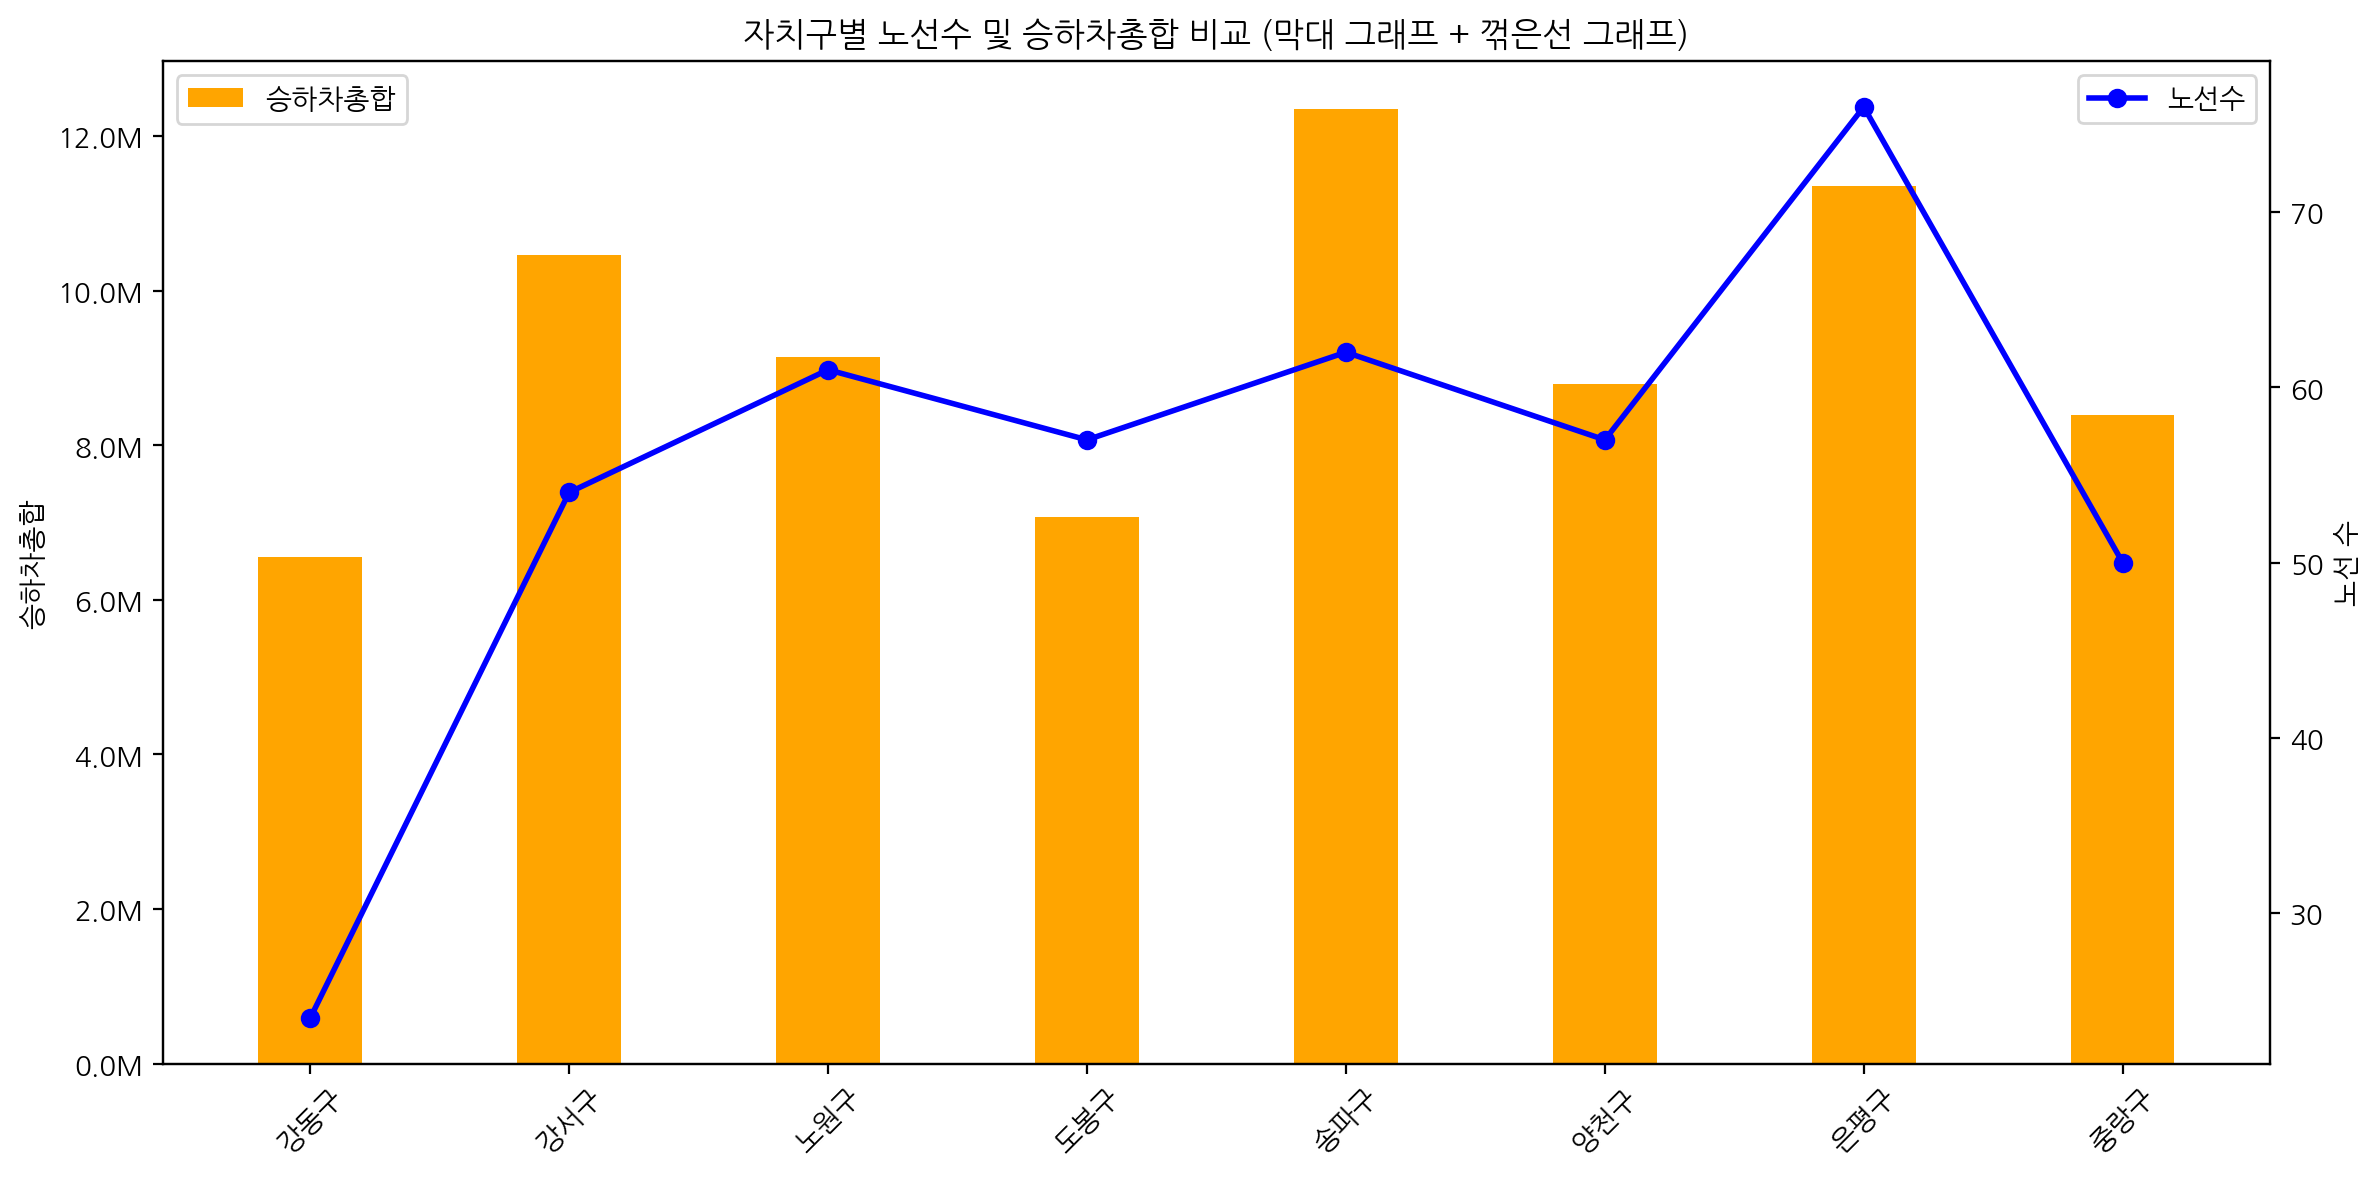 자치구별 노선수 및 승하차총합 비교 (막대 그래프 + 꺾은선 그래프)
승하차총합
노선수
12.0M
10.0M
8.0M
6.0M
4.0M
2.0M
0.0M
승하차총합
70
60
50
40
30
노선 수
강동구
강서구
노원구
도봉구
송파구
양천구
은평구
중랑구